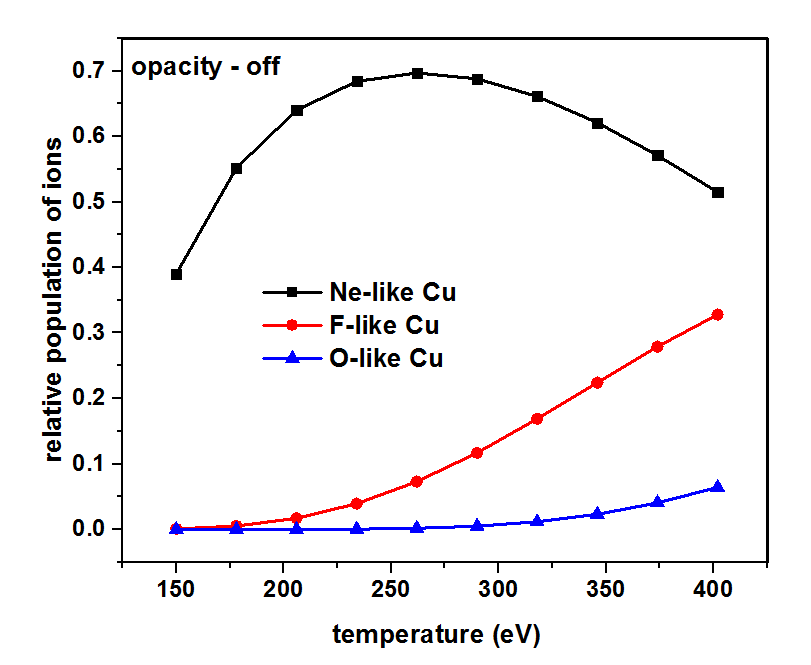 opacity - off
relative population of ions
0.7
0.6
0.5
0.4
0.3
0.2
0.1
0.0
Ne-like Cu
F-like Cu
O-like Cu
150
200
250
300
350
400
temperature (eV)